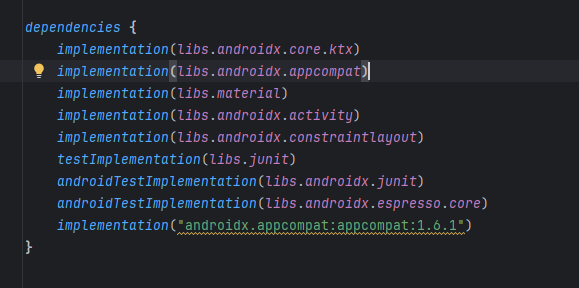 dependencies {
implementation(libs.androidx.core.ktx)
implementation(libs.androidx.appcompat)
implementation(libs.material)
implementation(libs.androidx.activity)
implementation(libs.androidx.constraintlayout)
testImplementation(libs.junit)
androidTestImplementation(libs.androidx.junit)
androidTestImplementation(libs.androidx.espresso.core)
implementation("androidx.appcompat:appcompat:1.6.1")
}